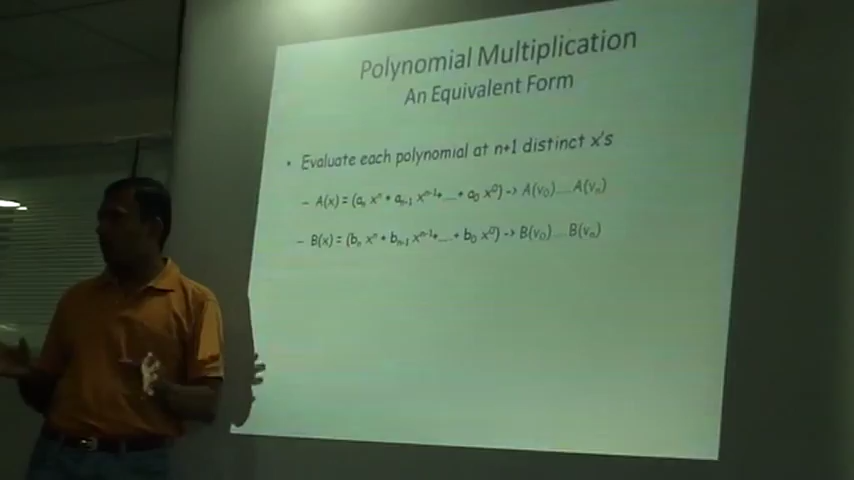 Polynomial Multiplication
An Equivalent Form
• Evaluate each polynomial at n+1 distinct x's
– A(x) = (aₙ xⁿ + aₙ₋₁ xⁿ⁻¹+....+ a₀ x⁰) -> A(v₀)....A(vₙ)
– B(x) = (bₙ xⁿ + bₙ₋₁ xⁿ⁻¹+....+ b₀ x⁰) -> B(v₀)....B(vₙ)